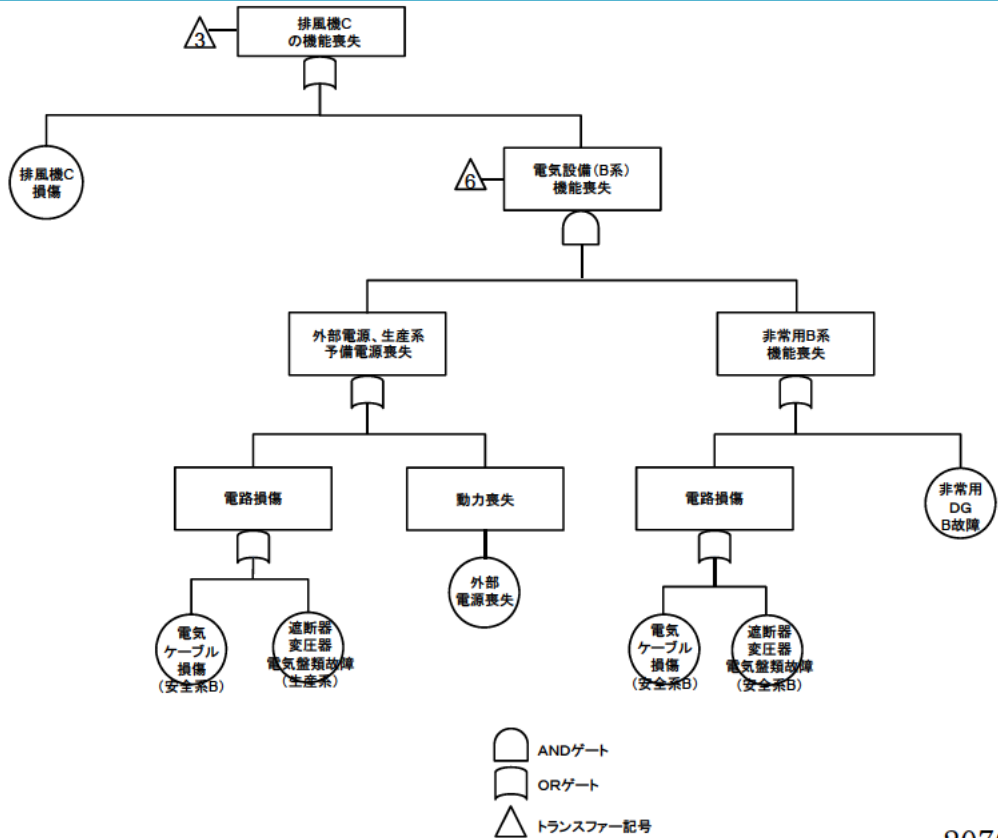 3
排風機C
の機能喪失
排風機C
損傷
6
電気設備(B系)
機能喪失
外部電源、生産系
予備電源喪失
非常用B系
機能喪失
電路損傷
動力喪失
電路損傷
非常用
DG
B故障
外部
電源喪失
電気
ケーブル
損傷
(安全系B)
遮断器
変圧器
電気盤類故障
(生産系)
電気
ケーブル
損傷
(安全系B)
遮断器
変圧器
電気盤類故障
(安全系B)
ANDゲート
ORゲート
トランスファー記号